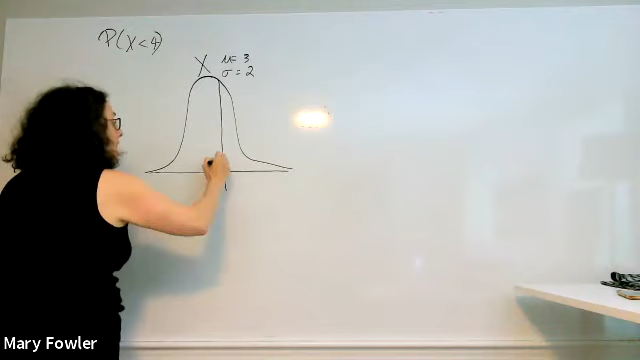 P(X<4)
X μ=3
σ=2
Mary Fowler